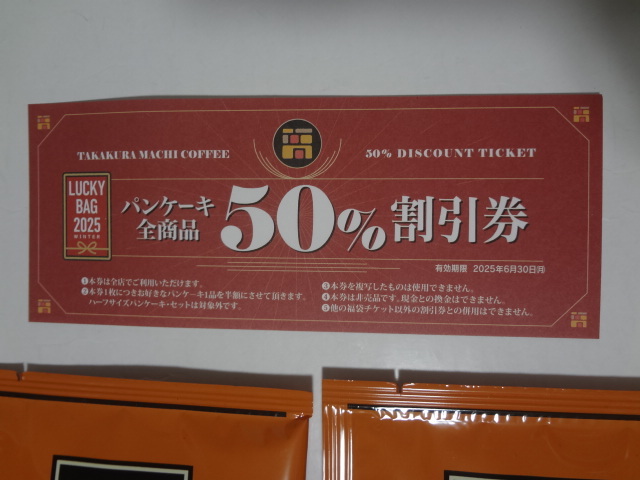 TAKAKURA MACHI COFFEE
50% DISCOUNT TICKET
LUCKY
BAG
2025
WINTER
パンケーキ
全商品
50%割引券
有効期限 2025年6月30日(月)
①本券は全店でご利用いただけます。
②本券1枚につきお好きなパンケーキ1品を半額にさせて頂きます。
ハーフサイズパンケーキ・セットは対象外です。
③本券を複写したものは使用できません。
④本券は非売品です。現金との換金はできません。
⑤他の福袋チケット以外の割引券との併用はできません。